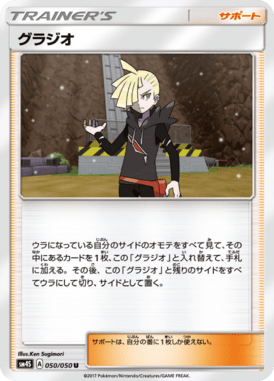 TRAINER'S
サポート
グラジオ
ウラになっている自分のサイドのオモテをすべて見て、その
中にあるカードを1枚、この「グラジオ」と入れ替えて、手札
に加える。その後、この「グラジオ」と残りのサイドをすべ
てウラにして切り、サイドとして置く。
Illus.Ken Sugimori
SM4S A 050/050 U
サポートは、自分の番に1枚しか使えない。
©2017 Pokémon/Nintendo/Creatures/GAME FREAK.